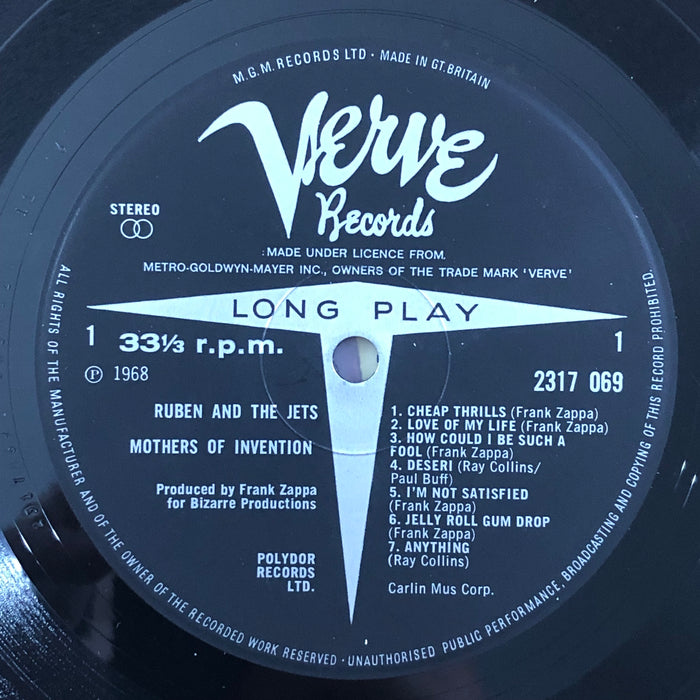 M.G.M. RECORDS LTD · MADE IN GT. BRITAIN
Verve
Records
STEREO
:MADE UNDER LICENCE FROM.
METRO-GOLDWYN-MAYER INC., OWNERS OF THE TRADE MARK 'VERVE'
LONG PLAY
1 33⅓ r.p.m. 1
Ⓟ 1968 2317 069
RUBEN AND THE JETS
MOTHERS OF INVENTION
Produced by Frank Zappa
for Bizarre Productions
POLYDOR
RECORDS
LTD.
1. CHEAP THRILLS (Frank Zappa)
2. LOVE OF MY LIFE (Frank Zappa)
3. HOW COULD I BE SUCH A
FOOL (Frank Zappa)
4. DESERI (Ray Collins/
Paul Buff)
5. I'M NOT SATISFIED
(Frank Zappa)
6. JELLY ROLL GUM DROP
(Frank Zappa)
7. ANYTHING
(Ray Collins)
Carlin Mus Corp.
ALL RIGHTS OF THE MANUFACTURER AND OF THE OWNER OF THE RECORDED WORK RESERVED · UNAUTHORISED PUBLIC PERFORMANCE, BROADCASTING AND COPYING OF THIS RECORD PROHIBITED.